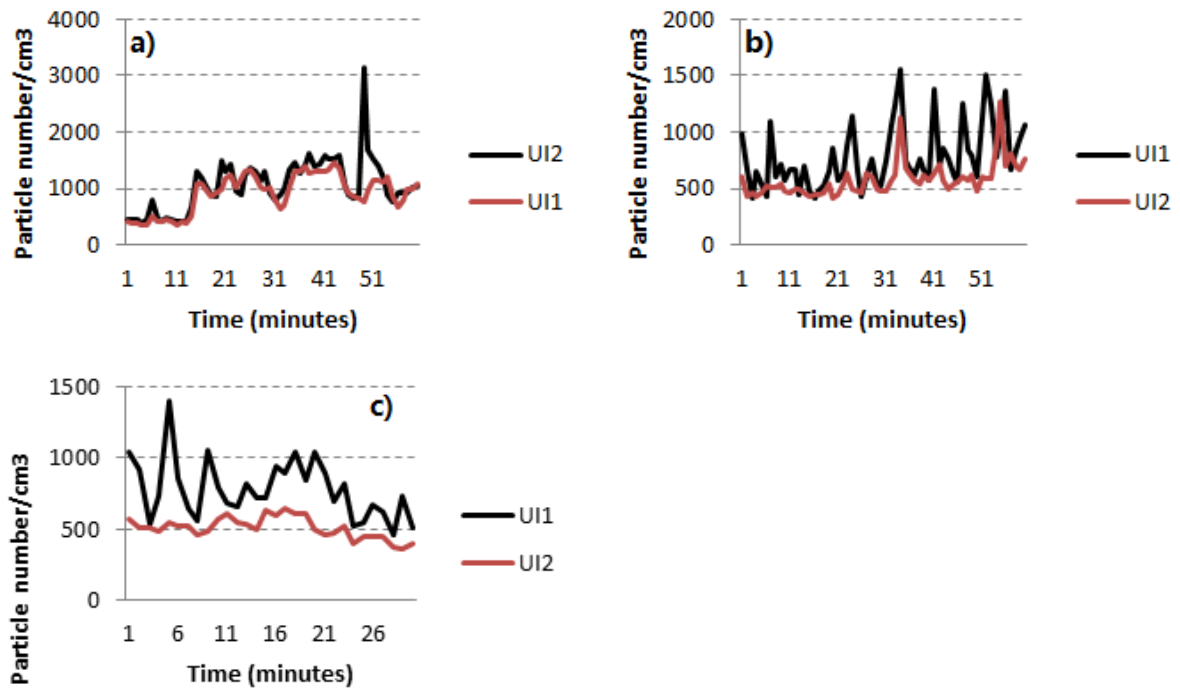 a)
Particle number/cm3
4000
3000
2000
1000
0
1 11 21 31 41 51
Time (minutes)
UI2
UI1
b)
Particle number/cm3
2000
1500
1000
500
0
1 11 21 31 41 51
Time (minutes)
UI1
UI2
c)
Particle number/cm3
1500
1000
500
0
1 6 11 16 21 26
Time (minutes)
UI1
UI2